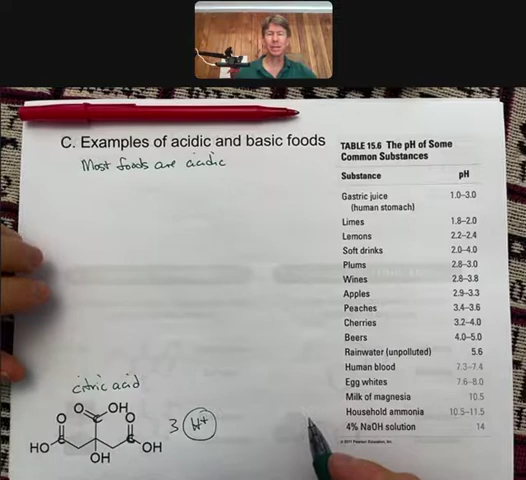 C. Examples of acidic and basic foods
Most foods are acidic
TABLE 15.6 The pH of Some
Common Substances
Substance pH
Gastric juice 1.0–3.0
(human stomach)
Limes 1.8–2.0
Lemons 2.2–2.4
Soft drinks 2.0–4.0
Plums 2.8–3.0
Wines 2.8–3.8
Apples 2.9–3.3
Peaches 3.4–3.6
Cherries 3.2–4.0
Beers 4.0–5.0
Rainwater (unpolluted) 5.6
Human blood 7.3–7.4
Egg whites 7.6–8.0
Milk of magnesia 10.5
Household ammonia 10.5–11.5
4% NaOH solution 14
© 2011 Pearson Education, Inc.
citric acid
O OH
O O
3 H+
HO OH
OH